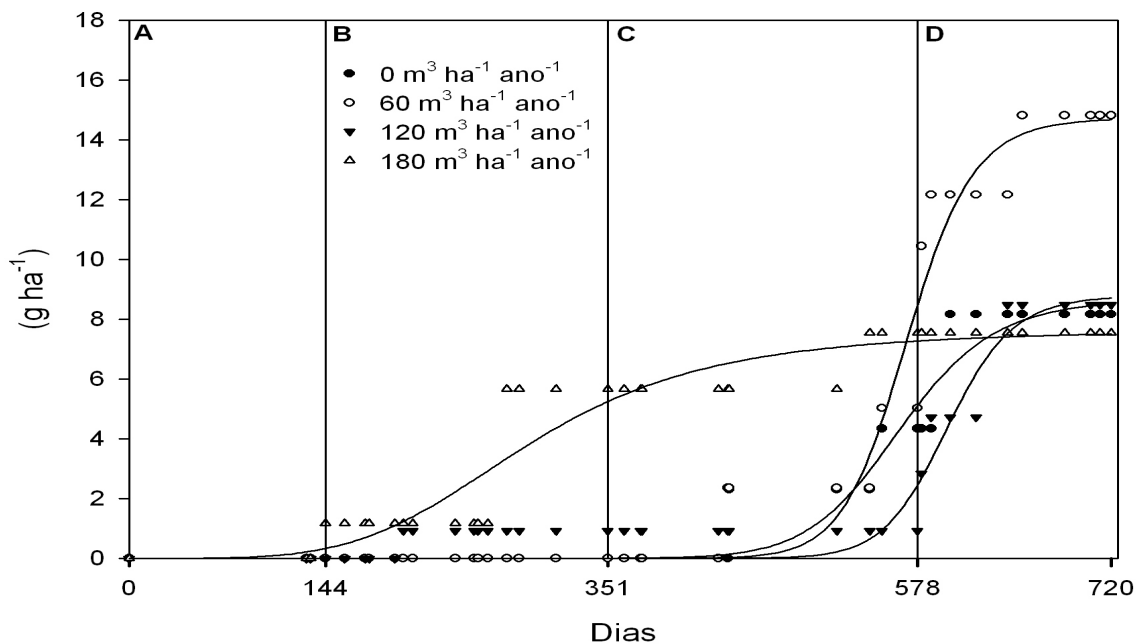 18
16
14
12
10
8
6
4
2
0
(g ha⁻¹)
A
B
C
D
0 m³ ha⁻¹ ano⁻¹
60 m³ ha⁻¹ ano⁻¹
120 m³ ha⁻¹ ano⁻¹
180 m³ ha⁻¹ ano⁻¹
0 144 351 578 720
Dias